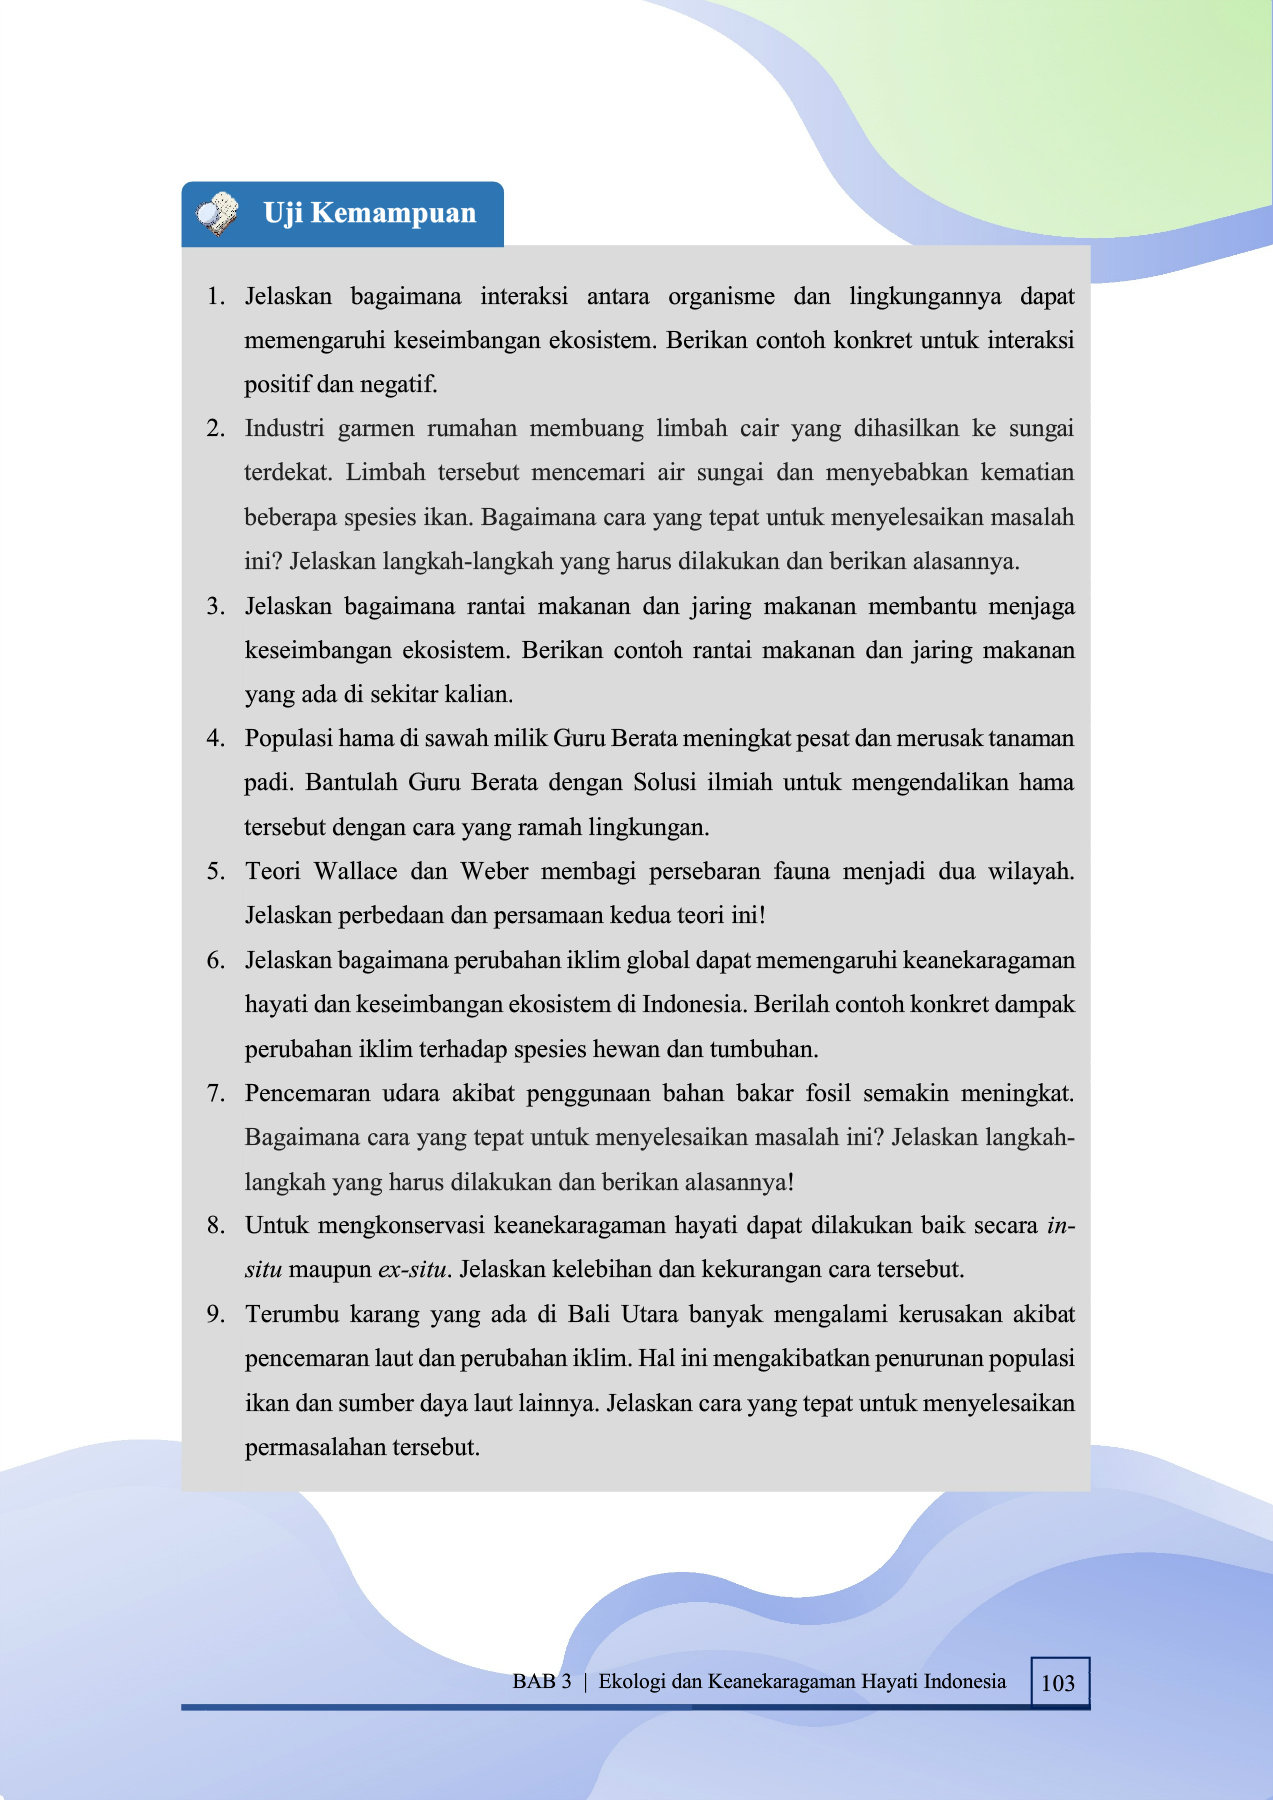 Uji Kemampuan
1. Jelaskan bagaimana interaksi antara organisme dan lingkungannya dapat
memengaruhi keseimbangan ekosistem. Berikan contoh konkret untuk interaksi
positif dan negatif.
2. Industri garmen rumahan membuang limbah cair yang dihasilkan ke sungai
terdekat. Limbah tersebut mencemari air sungai dan menyebabkan kematian
beberapa spesies ikan. Bagaimana cara yang tepat untuk menyelesaikan masalah
ini? Jelaskan langkah-langkah yang harus dilakukan dan berikan alasannya.
3. Jelaskan bagaimana rantai makanan dan jaring makanan membantu menjaga
keseimbangan ekosistem. Berikan contoh rantai makanan dan jaring makanan
yang ada di sekitar kalian.
4. Populasi hama di sawah milik Guru Berata meningkat pesat dan merusak tanaman
padi. Bantulah Guru Berata dengan Solusi ilmiah untuk mengendalikan hama
tersebut dengan cara yang ramah lingkungan.
5. Teori Wallace dan Weber membagi persebaran fauna menjadi dua wilayah.
Jelaskan perbedaan dan persamaan kedua teori ini!
6. Jelaskan bagaimana perubahan iklim global dapat memengaruhi keanekaragaman
hayati dan keseimbangan ekosistem di Indonesia. Berilah contoh konkret dampak
perubahan iklim terhadap spesies hewan dan tumbuhan.
7. Pencemaran udara akibat penggunaan bahan bakar fosil semakin meningkat.
Bagaimana cara yang tepat untuk menyelesaikan masalah ini? Jelaskan langkah-
langkah yang harus dilakukan dan berikan alasannya!
8. Untuk mengkonservasi keanekaragaman hayati dapat dilakukan baik secara in-
situ maupun ex-situ. Jelaskan kelebihan dan kekurangan cara tersebut.
9. Terumbu karang yang ada di Bali Utara banyak mengalami kerusakan akibat
pencemaran laut dan perubahan iklim. Hal ini mengakibatkan penurunan populasi
ikan dan sumber daya laut lainnya. Jelaskan cara yang tepat untuk menyelesaikan
permasalahan tersebut.
BAB 3 | Ekologi dan Keanekaragaman Hayati Indonesia 103